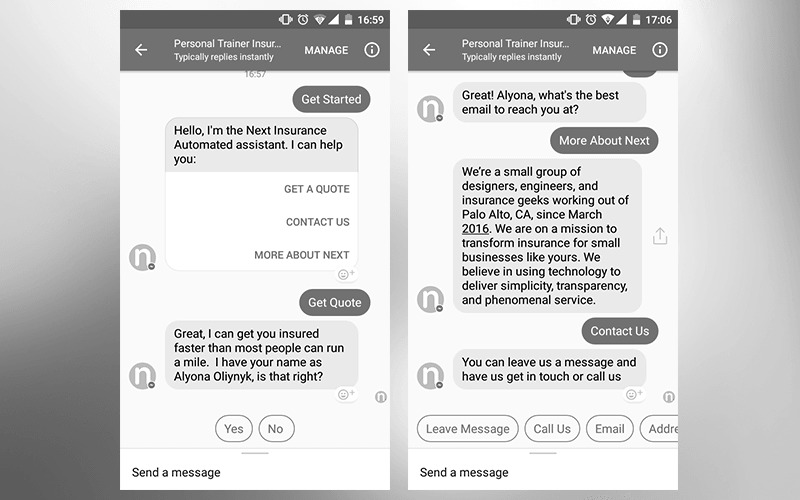 16:59
Personal Trainer Insur...
Typically replies instantly
MANAGE
16:57
Get Started
Hello, I'm the Next Insurance
Automated assistant. I can help
you:
GET A QUOTE
CONTACT US
MORE ABOUT NEXT
n
Get Quote
Great, I can get you insured
faster than most people can run
a mile.  I have your name as
Alyona Oliynyk, is that right?
n
n
Yes
No
Send a message
17:06
Personal Trainer Insur...
Typically replies instantly
MANAGE
Great! Alyona, what's the best
email to reach you at?
n
More About Next
We're a small group of
designers, engineers, and
insurance geeks working out of
Palo Alto, CA, since March
2016. We are on a mission to
transform insurance for small
businesses like yours. We
believe in using technology to
deliver simplicity, transparency,
and phenomenal service.
n
Contact Us
You can leave us a message and
have us get in touch or call us
n
n
Leave Message
Call Us
Email
Addre
Send a message